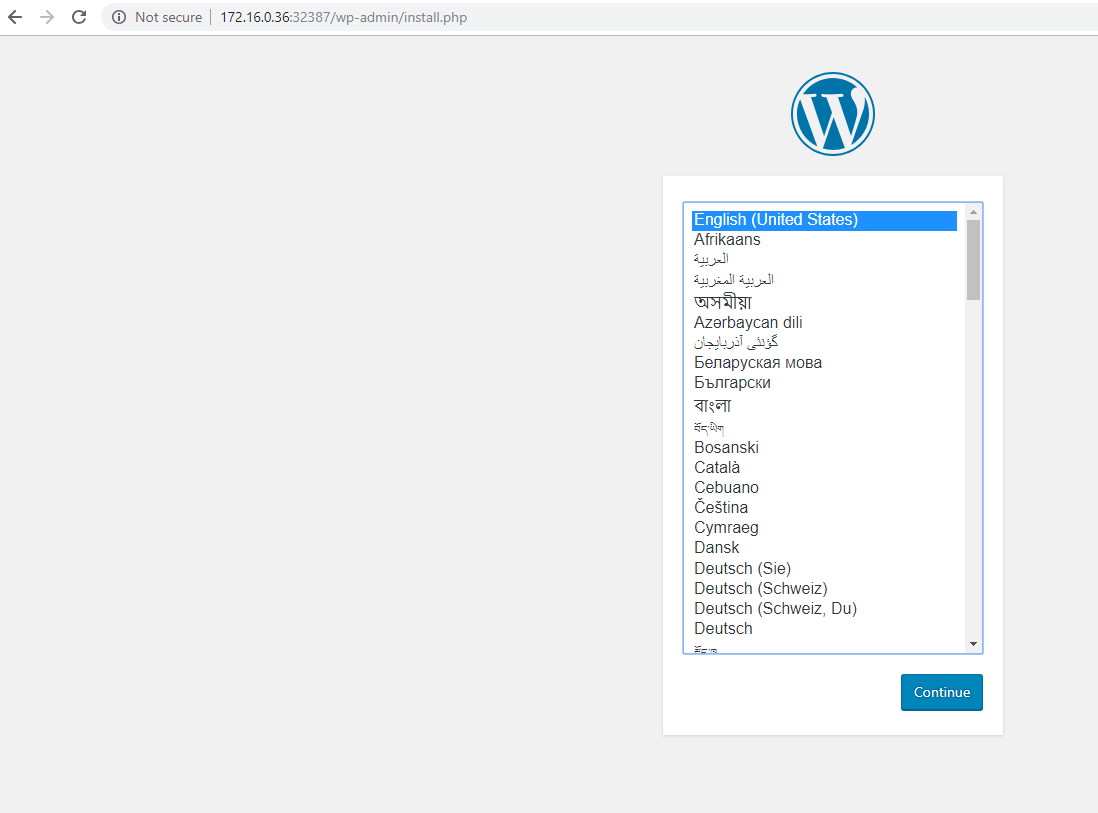 Not secure | 172.16.0.36:32387/wp-admin/install.php
W
English (United States)
Afrikaans
العربية
العربية المغربية
অসমীয়া
Azərbaycan dili
گؤنئی آذربایجان
Беларуская мова
Български
বাংলা
བོད་ཡིག
Bosanski
Català
Cebuano
Čeština
Cymraeg
Dansk
Deutsch (Sie)
Deutsch (Schweiz)
Deutsch (Schweiz, Du)
Deutsch
Continue